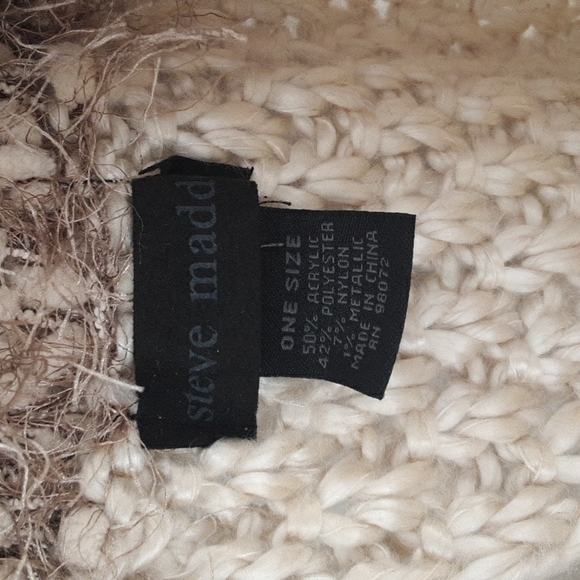 steve madd
ONE SIZE
50% ACRYLIC
42% POLYESTER
7% NYLON
1% METALLIC
MADE IN CHINA
RN 98072